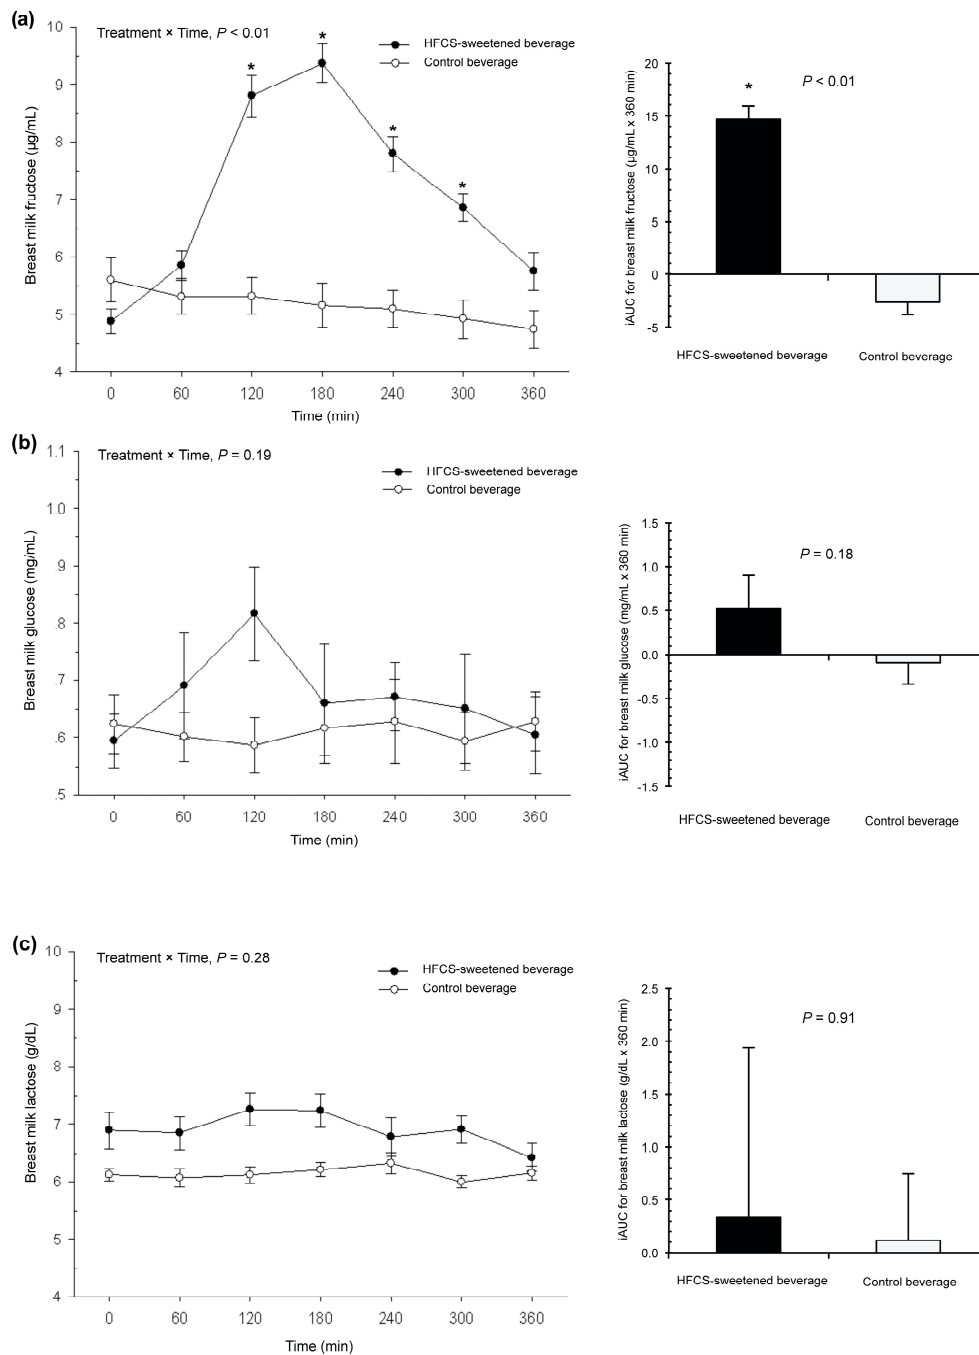 (a)
Treatment × Time, P < 0.01
HFCS-sweetened beverage
Control beverage
Breast milk fructose (µg/mL)
10
9
8
7
6
5
4
* * * *
0 60 120 180 240 300 360
Time (min)
iAUC for breast milk fructose (µg/mL x 360 min)
P < 0.01
*
20
15
10
5
0
-5
HFCS-sweetened beverage Control beverage
(b)
Treatment × Time, P = 0.19
HFCS-sweetened beverage
Control beverage
Breast milk glucose (mg/mL)
1.1
1.0
.9
.8
.7
.6
.5
0 60 120 180 240 300 360
Time (min)
iAUC for breast milk glucose (mg/mL x 360 min)
P = 0.18
1.5
1.0
0.5
0.0
-0.5
-1.0
-1.5
HFCS-sweetened beverage Control beverage
(c)
Treatment × Time, P = 0.28
HFCS-sweetened beverage
Control beverage
Breast milk lactose (g/dL)
10
9
8
7
6
5
4
0 60 120 180 240 300 360
Time (min)
iAUC for breast milk lactose (g/dL x 360 min)
P = 0.91
2.5
2.0
1.5
1.0
0.5
0.0
HFCS-sweetened beverage Control beverage